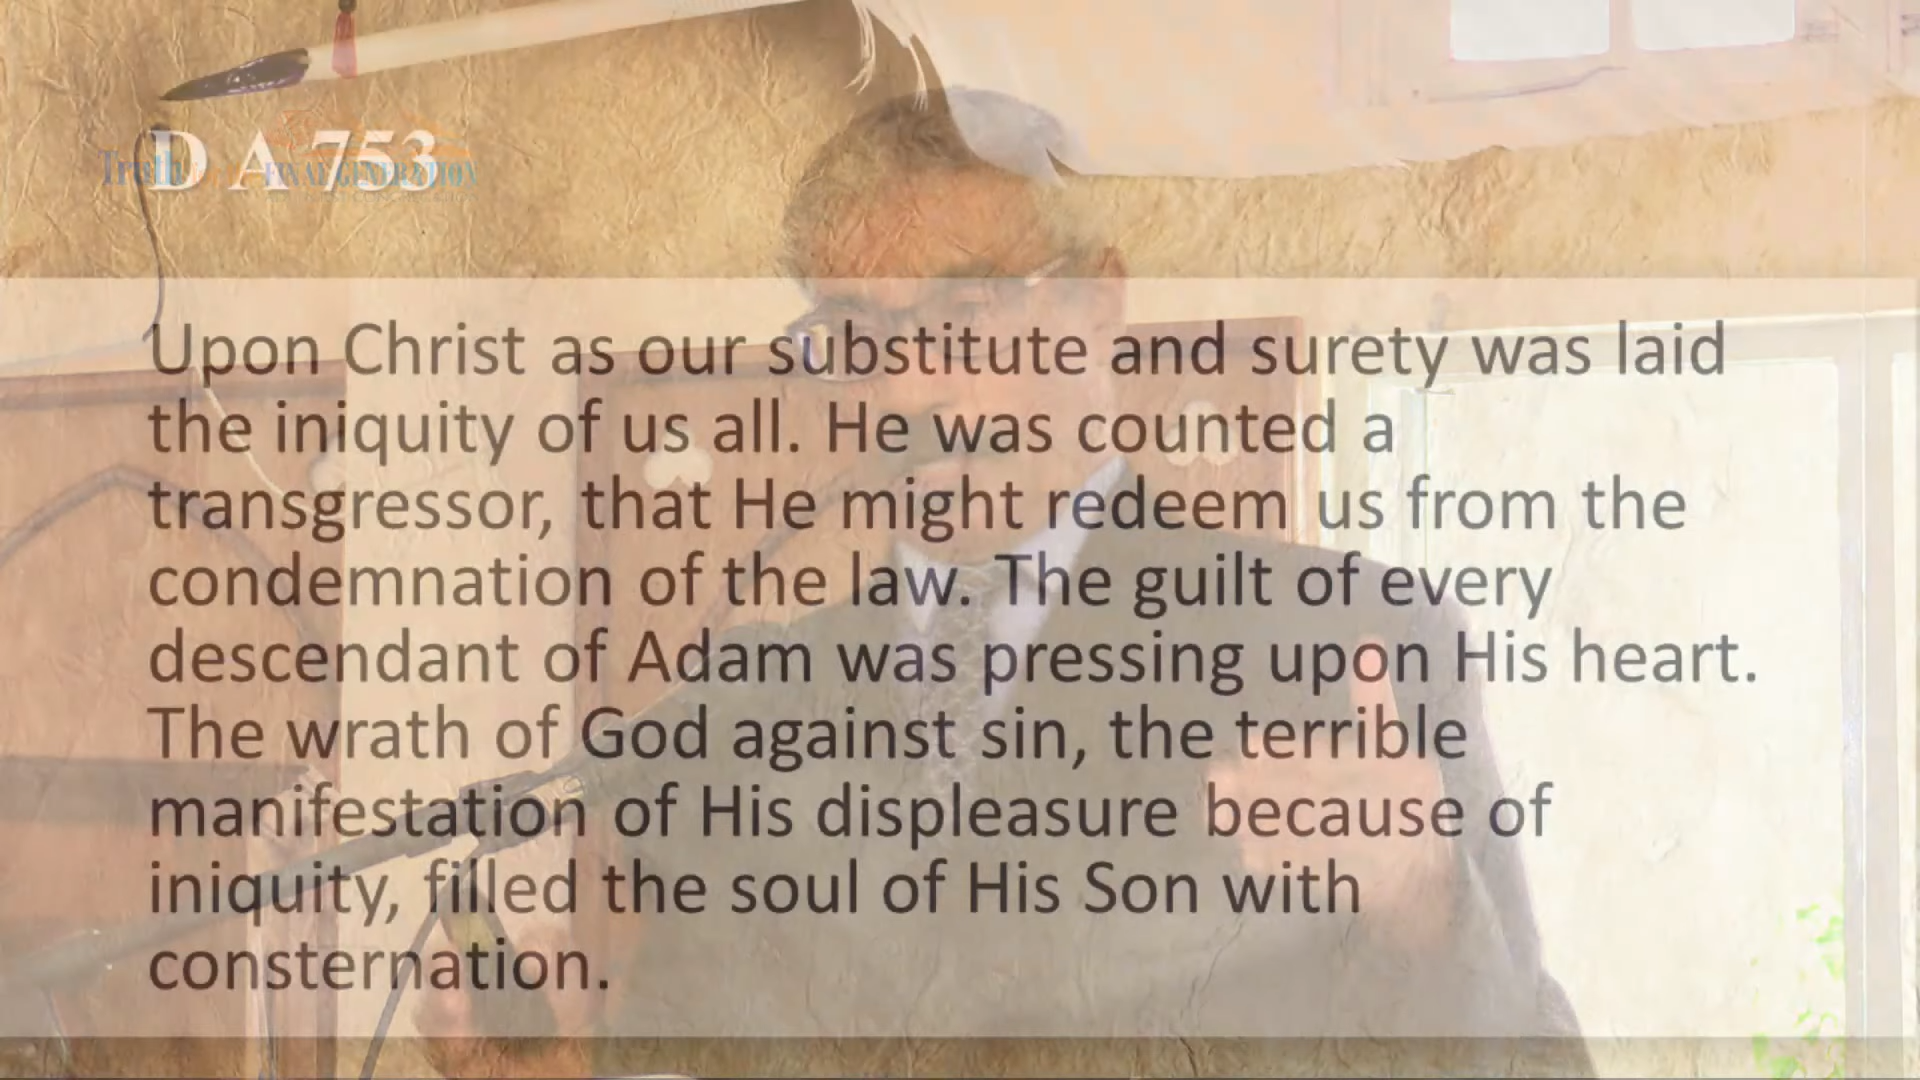 D A 753
Truth FINAL GENERATION
Upon Christ as our substitute and surety was laid
the iniquity of us all. He was counted a
transgressor, that He might redeem us from the
condemnation of the law. The guilt of every
descendant of Adam was pressing upon His heart.
The wrath of God against sin, the terrible
manifestation of His displeasure because of
iniquity, filled the soul of His Son with
consternation.